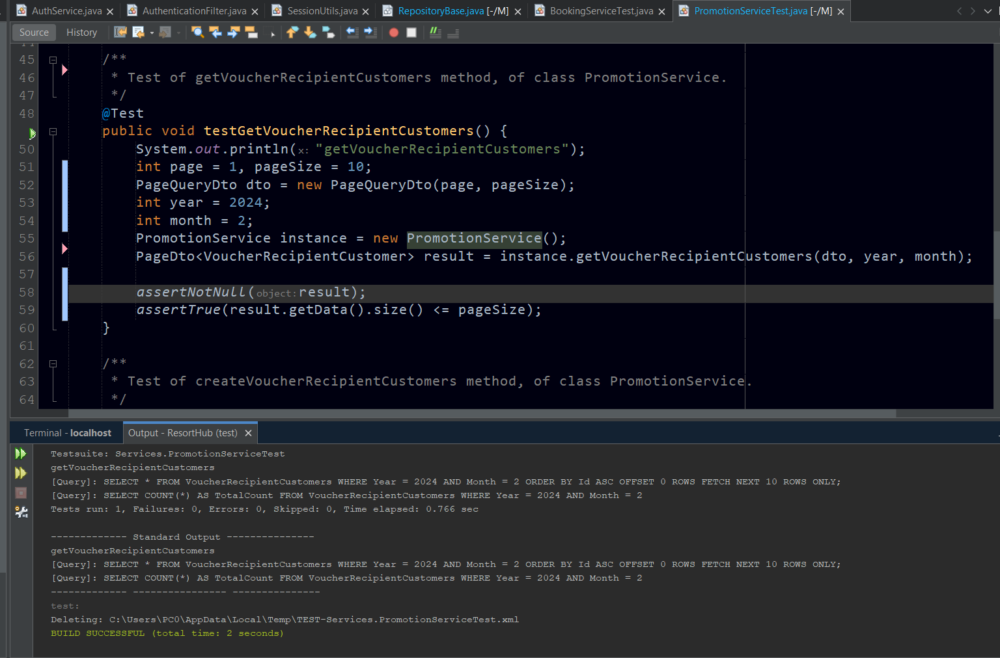 AuthService.java
AuthenticationFilter.java
SessionUtils.java
RepositoryBase.java [-/M]
BookingServiceTest.java
PromotionServiceTest.java [-/M]
Source
History
45 /**
46 * Test of getVoucherRecipientCustomers method, of class PromotionService.
47 */
48 @Test
public void testGetVoucherRecipientCustomers() {
50 System.out.println(x: "getVoucherRecipientCustomers");
51 int page = 1, pageSize = 10;
52 PageQueryDto dto = new PageQueryDto(page, pageSize);
53 int year = 2024;
54 int month = 2;
55 PromotionService instance = new PromotionService();
56 PageDto<VoucherRecipientCustomer> result = instance.getVoucherRecipientCustomers(dto, year, month);
57
58 assertNotNull(object: result);
59 assertTrue(result.getData().size() <= pageSize);
60 }
61
62 /**
63 * Test of createVoucherRecipientCustomers method, of class PromotionService.
64 */
Terminal - localhost
Output - ResortHub (test)
Testsuite: Services.PromotionServiceTest
getVoucherRecipientCustomers
[Query]: SELECT * FROM VoucherRecipientCustomers WHERE Year = 2024 AND Month = 2 ORDER BY Id ASC OFFSET 0 ROWS FETCH NEXT 10 ROWS ONLY;
[Query]: SELECT COUNT(*) AS TotalCount FROM VoucherRecipientCustomers WHERE Year = 2024 AND Month = 2
Tests run: 1, Failures: 0, Errors: 0, Skipped: 0, Time elapsed: 0.766 sec
------------- Standard Output ---------------
getVoucherRecipientCustomers
[Query]: SELECT * FROM VoucherRecipientCustomers WHERE Year = 2024 AND Month = 2 ORDER BY Id ASC OFFSET 0 ROWS FETCH NEXT 10 ROWS ONLY;
[Query]: SELECT COUNT(*) AS TotalCount FROM VoucherRecipientCustomers WHERE Year = 2024 AND Month = 2
------------- ---------------- ---------------
test:
Deleting: C:\Users\PC0\AppData\Local\Temp\TEST-Services.PromotionServiceTest.xml
BUILD SUCCESSFUL (total time: 2 seconds)